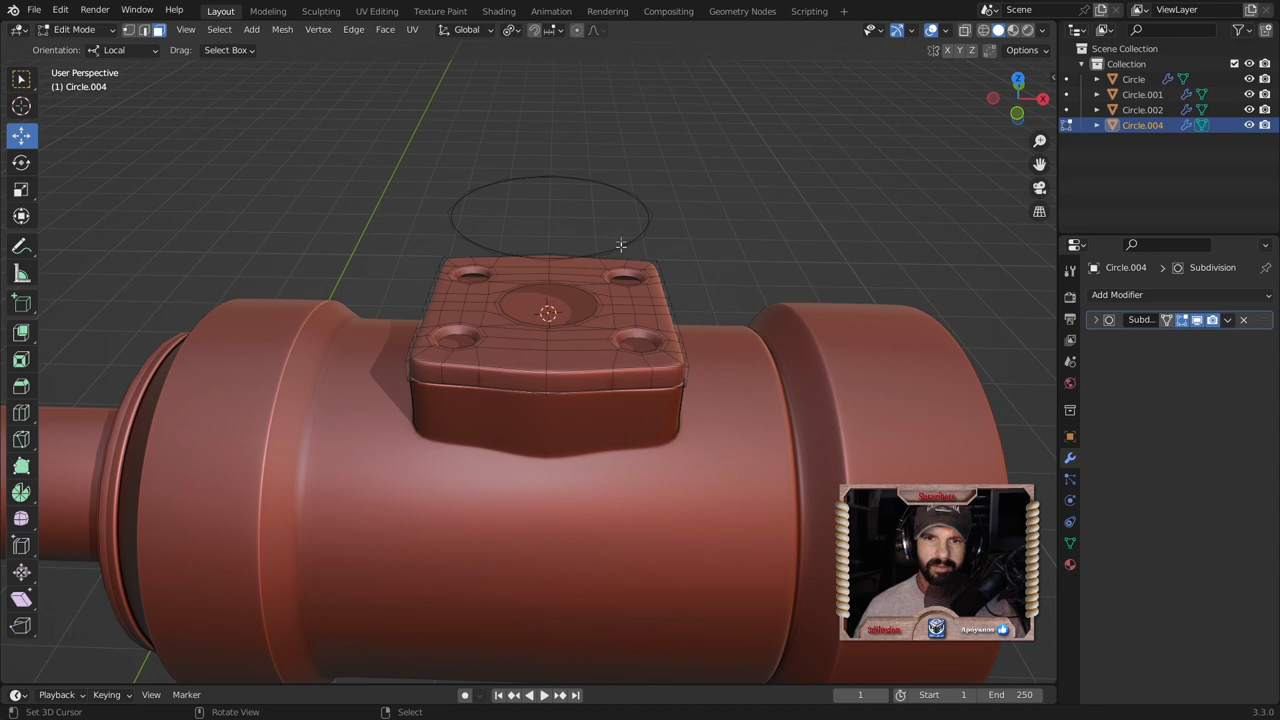 File Edit Render Window Help Layout Modeling Sculpting UV Editing Texture Paint Shading Animation Rendering Compositing Geometry Nodes Scripting Scene ViewLayer
Edit Mode View Select Add Mesh Vertex Edge Face UV Global
Orientation: Local Drag: Select Box X Y Z Options
User Perspective
(1) Circle.004
Z
X
Scene Collection
Collection
Circle
Circle.001
Circle.002
Circle.004
Circle.004 Subdivision
Add Modifier
Subd...
Suscribete
3dfusion Apoyanos
Playback Keying View Marker 1 Start 1 End 250
Set 3D Cursor Rotate View Select 3.3.0